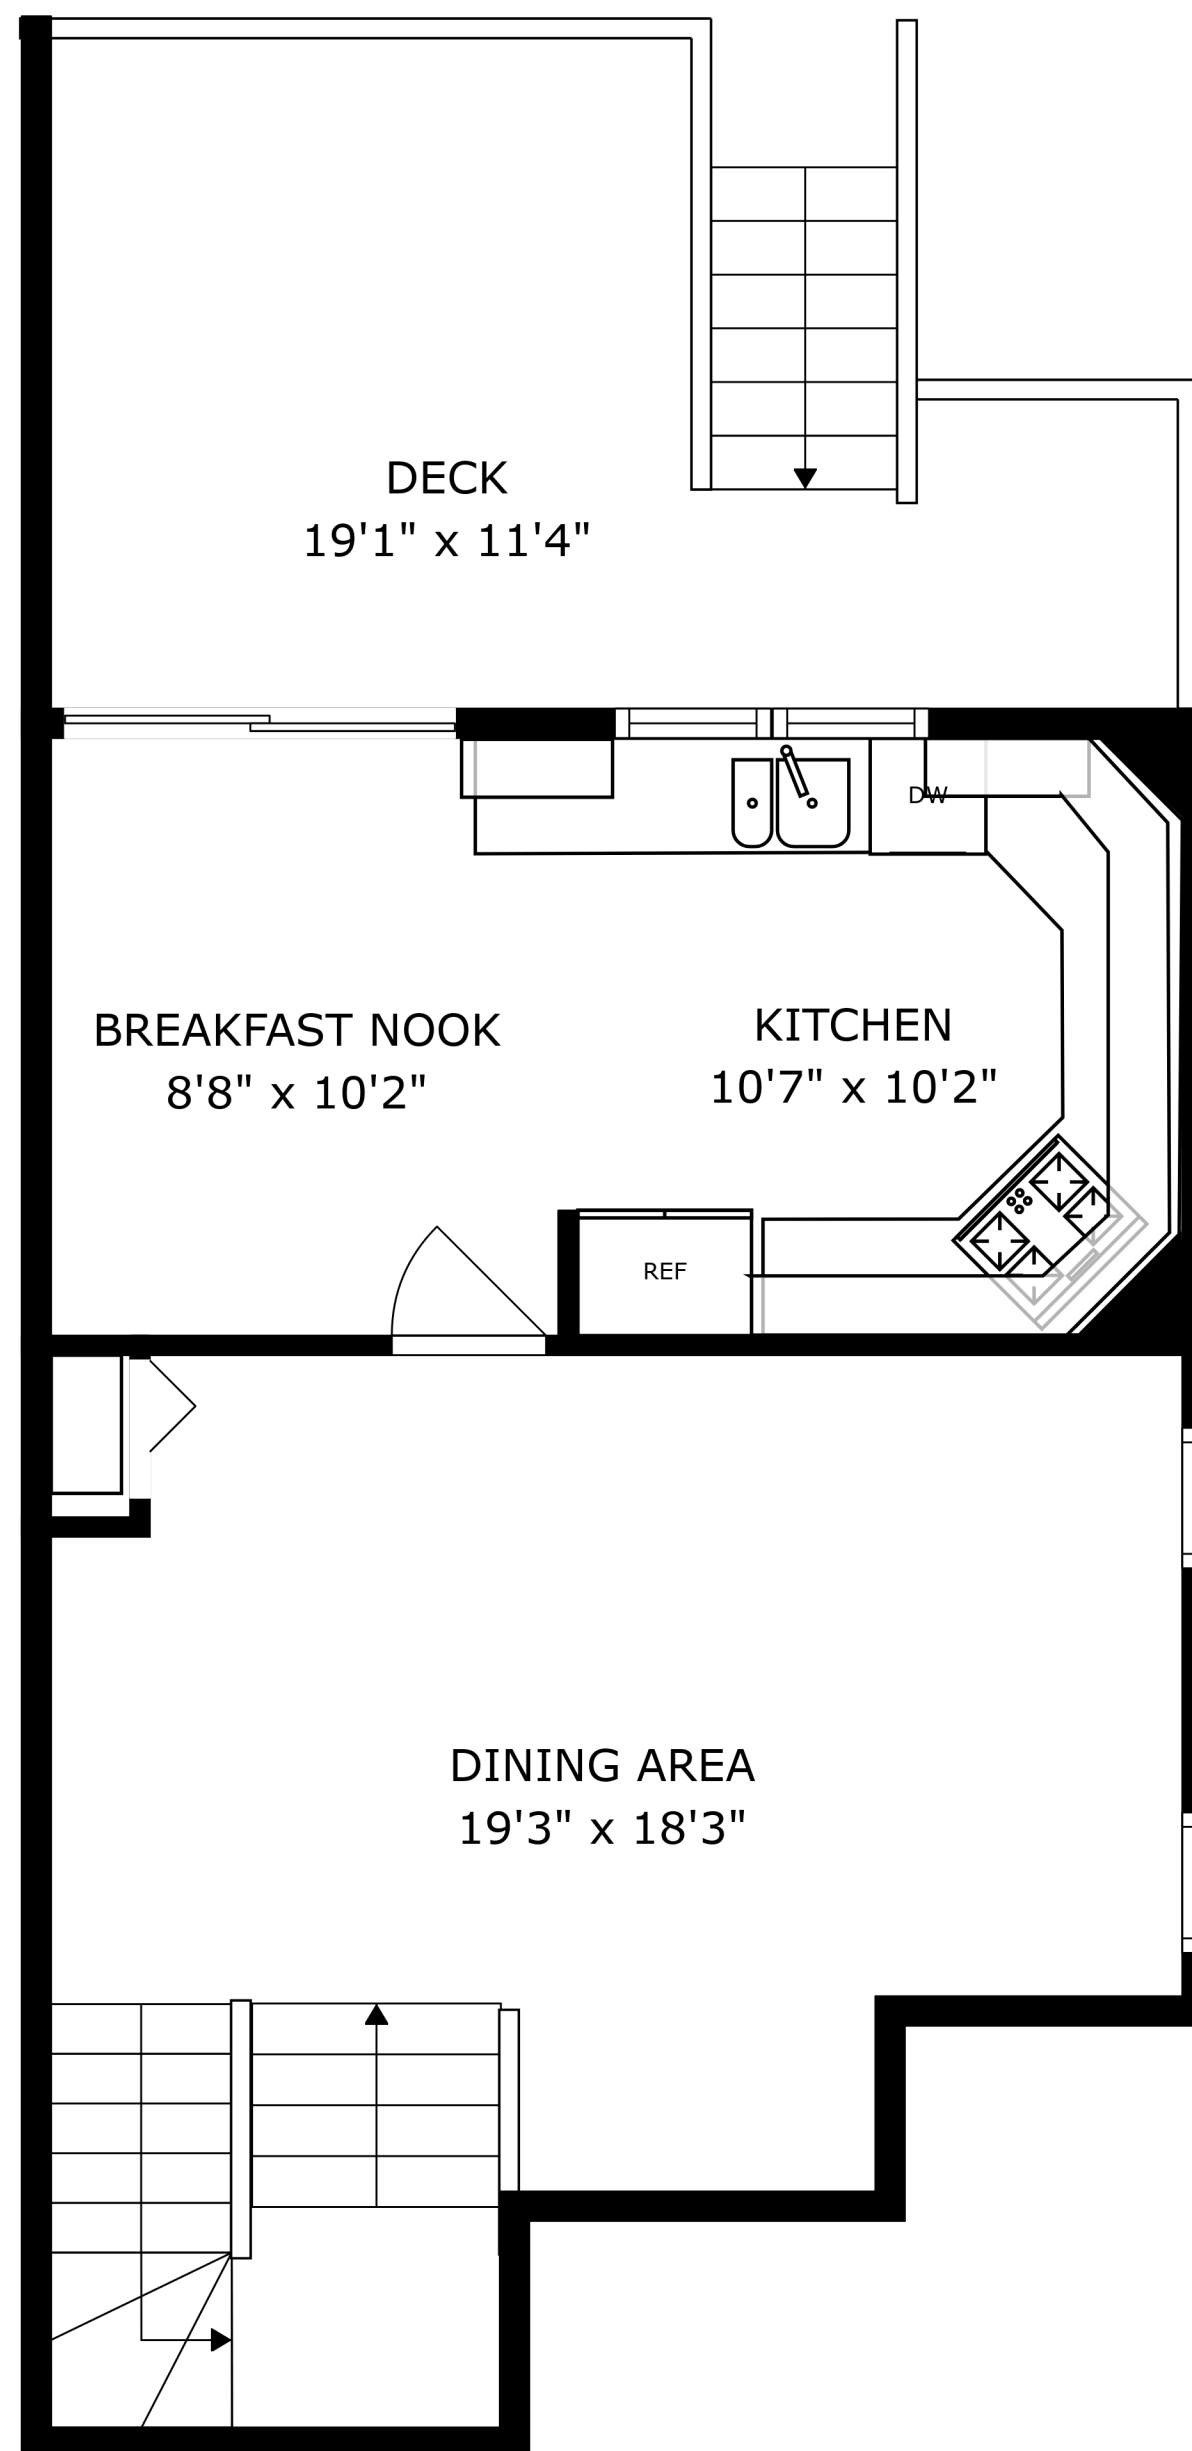 DECK
19'1" x 11'4"
DW
BREAKFAST NOOK
8'8" x 10'2"
KITCHEN
10'7" x 10'2"
REF
DINING AREA
19'3" x 18'3"